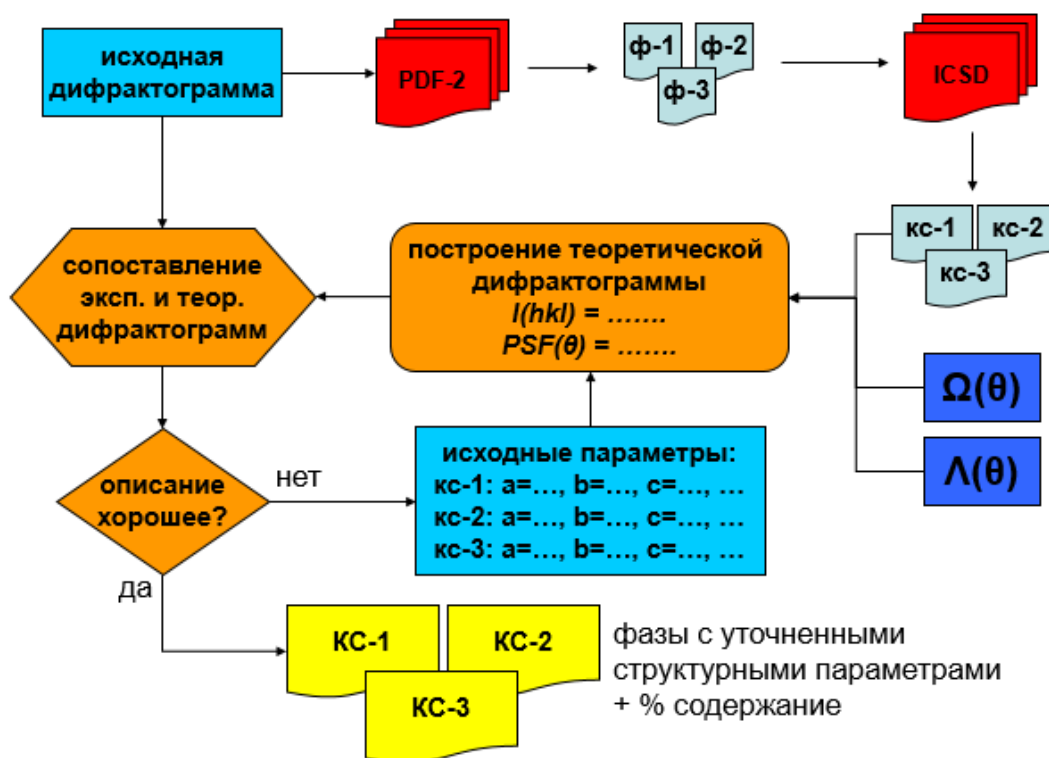 исходная
дифрактограмма
PDF-2
ф-1
ф-2
ф-3
ICSD
кс-1
кс-2
кс-3
сопоставление
эксп. и теор.
дифрактограмм
построение теоретической
дифрактограммы
I(hkl) = …….
PSF(θ) = …….
Ω(θ)
Λ(θ)
описание
хорошее?
нет
да
исходные параметры:
кс-1: a=…, b=…, c=…, …
кс-2: a=…, b=…, c=…, …
кс-3: a=…, b=…, c=…, …
КС-1
КС-2
КС-3
фазы с уточненными
структурными параметрами
+ % содержание